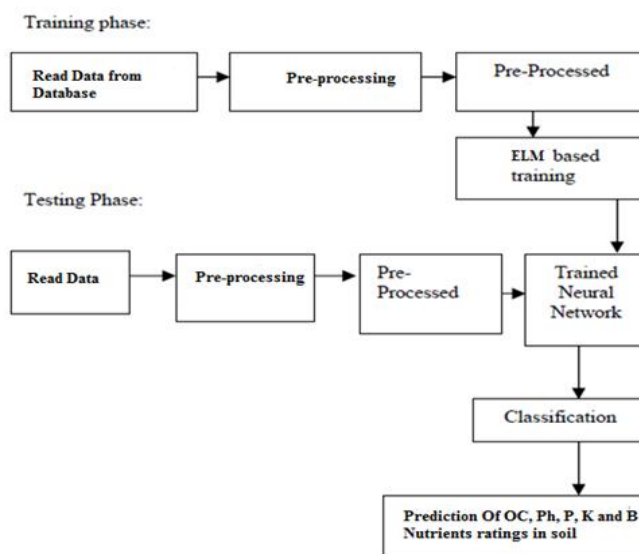 Training phase:
Read Data from
Database
Pre-processing
Pre-Processed
ELM based
training
Testing Phase:
Read Data
Pre-processing
Pre-
Processed
Trained
Neural
Network
Classification
Prediction Of OC, Ph, P, K and B
Nutrients ratings in soil